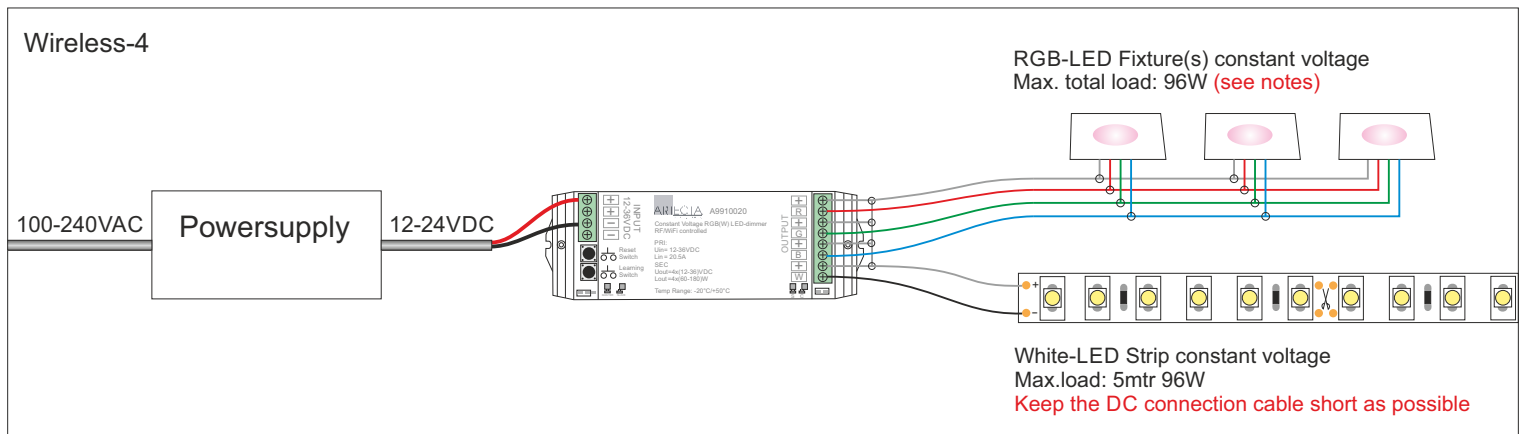 Wireless-4
RGB-LED Fixture(s) constant voltage
Max. total load: 96W (see notes)
100-240VAC
Powersupply
12-24VDC
+
+
−
−
INPUT
12-36VDC
Reset
Switch
Learning
Switch
A9910020
Constant Voltage RGB(W) LED-dimmer
RF/WiFi controlled
PRI:
Uin= 12-36VDC
Lin = 20.5A
SEC
Uout=4x(12-36)VDC
Lout=4x(60-180)W
Temp Range: -20°C/+50°C
OUTPUT
+
R
+
G
+
B
+
W
+
−
White-LED Strip constant voltage
Max.load: 5mtr 96W
Keep the DC connection cable short as possible